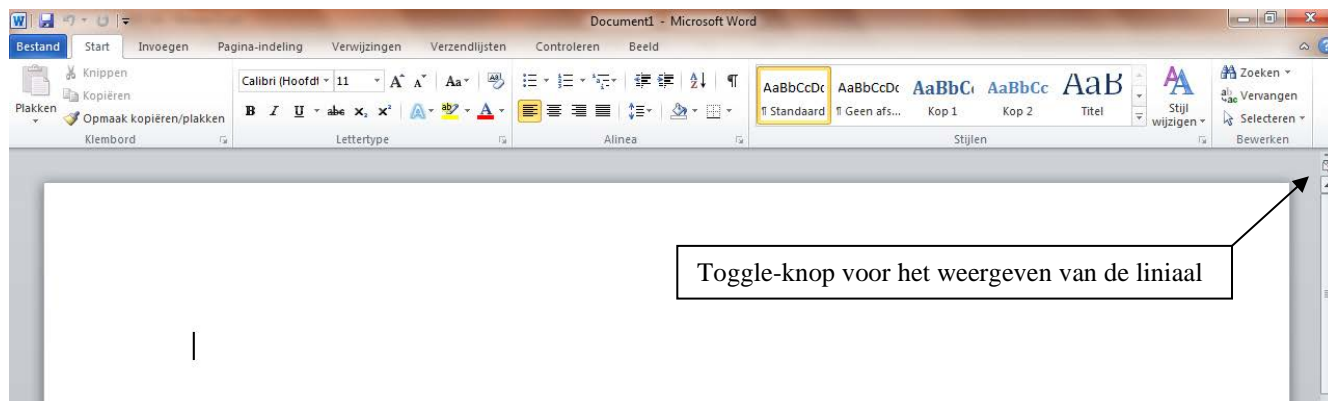 Document1 - Microsoft Word
Bestand Start Invoegen Pagina-indeling Verwijzingen Verzendlijsten Controleren Beeld
Plakken
Knippen
Kopiëren
Opmaak kopiëren/plakken
Klembord
Calibri (Hoofdl 11
Lettertype
Alinea
AaBbCcDc AaBbCcDc AaBbC AaBbCc AaB
¶ Standaard ¶ Geen afs... Kop 1 Kop 2 Titel
Stijl
wijzigen
Stijlen
Zoeken
Vervangen
Selecteren
Bewerken
Toggle-knop voor het weergeven van de liniaal